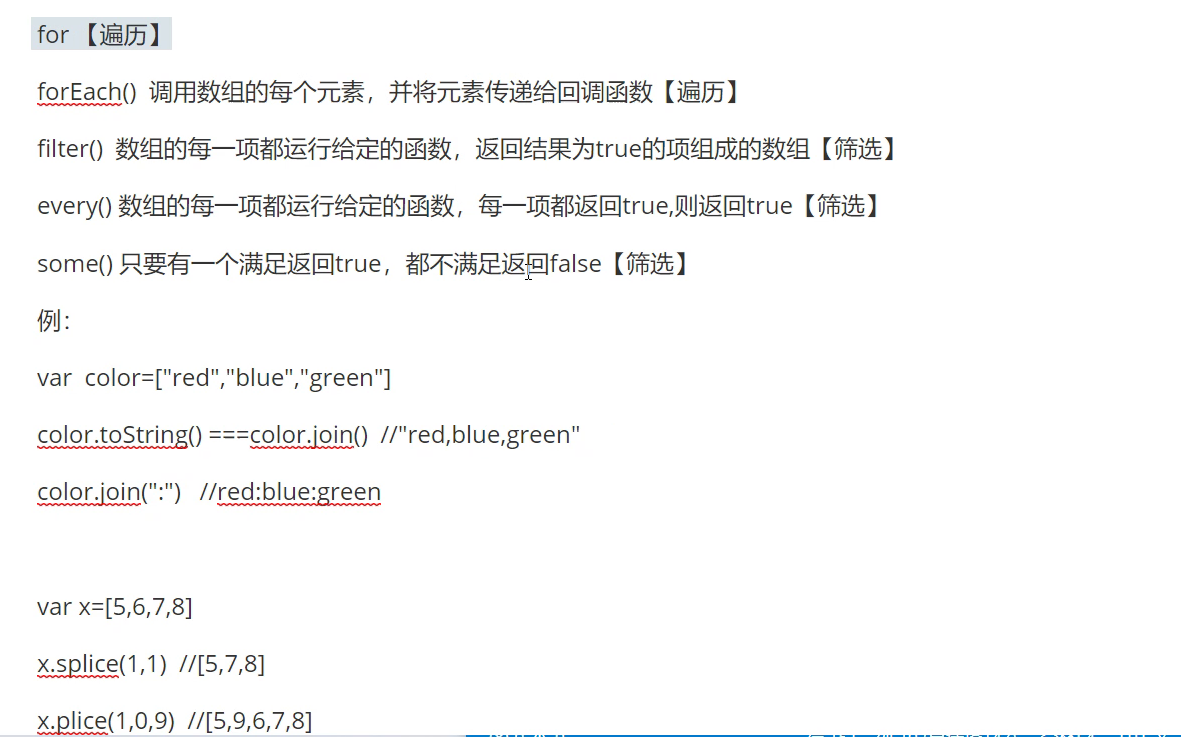 for 【遍历】
forEach() 调用数组的每个元素，并将元素传递给回调函数【遍历】
filter() 数组的每一项都运行给定的函数，返回结果为true的项组成的数组【筛选】
every() 数组的每一项都运行给定的函数，每一项都返回true,则返回true【筛选】
some() 只要有一个满足返回true，都不满足返回false【筛选】
例：
var color=["red","blue","green"]
color.toString() ===color.join() //"red,blue,green"
color.join(":") //red:blue:green
var x=[5,6,7,8]
x.splice(1,1) //[5,7,8]
x.plice(1,0,9) //[5,9,6,7,8]